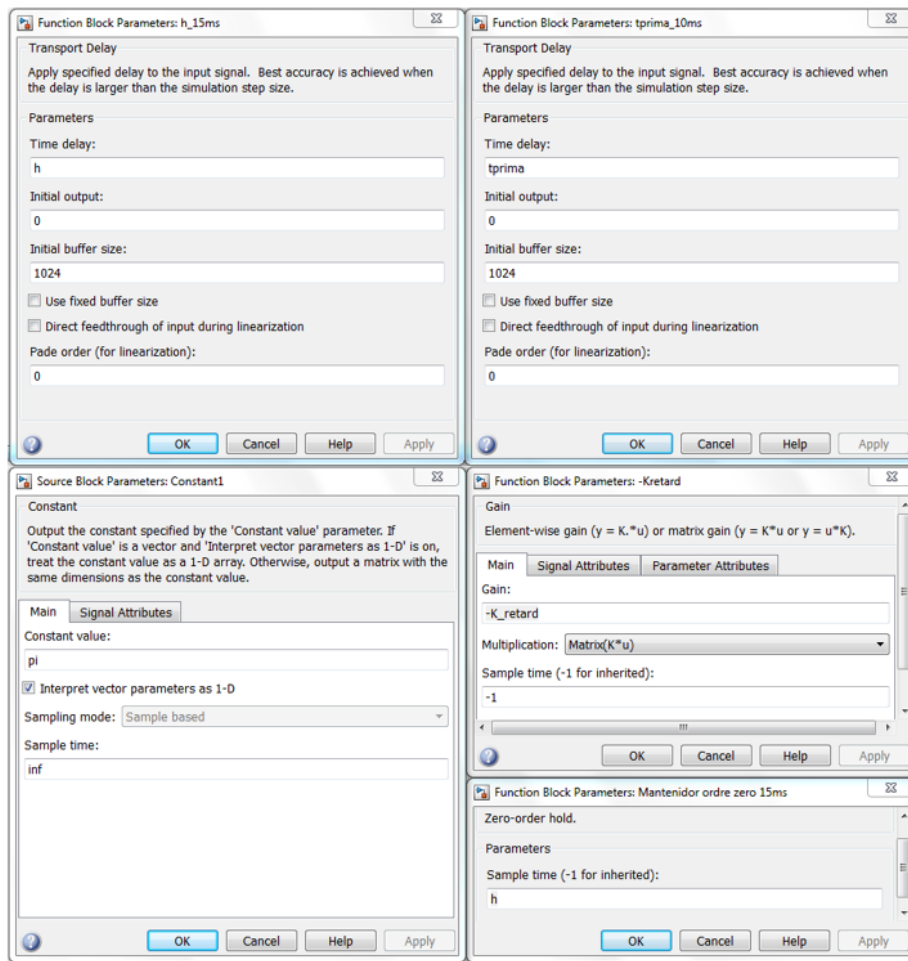 Function Block Parameters: h_15ms
Transport Delay
Apply specified delay to the input signal.  Best accuracy is achieved when
the delay is larger than the simulation step size.
Parameters
Time delay:
h
Initial output:
0
Initial buffer size:
1024
Use fixed buffer size
Direct feedthrough of input during linearization
Pade order (for linearization):
0
OK Cancel Help Apply
Function Block Parameters: tprima_10ms
Transport Delay
Apply specified delay to the input signal.  Best accuracy is achieved when
the delay is larger than the simulation step size.
Parameters
Time delay:
tprima
Initial output:
0
Initial buffer size:
1024
Use fixed buffer size
Direct feedthrough of input during linearization
Pade order (for linearization):
0
OK Cancel Help Apply
Source Block Parameters: Constant1
Constant
Output the constant specified by the 'Constant value' parameter. If
'Constant value' is a vector and 'Interpret vector parameters as 1-D' is on,
treat the constant value as a 1-D array. Otherwise, output a matrix with the
same dimensions as the constant value.
Main Signal Attributes
Constant value:
pi
Interpret vector parameters as 1-D
Sampling mode: Sample based
Sample time:
inf
OK Cancel Help Apply
Function Block Parameters: -Kretard
Gain
Element-wise gain (y = K.*u) or matrix gain (y = K*u or y = u*K).
Main Signal Attributes Parameter Attributes
Gain:
-K_retard
Multiplication: Matrix(K*u)
Sample time (-1 for inherited):
-1
OK Cancel Help Apply
Function Block Parameters: Mantenidor ordre zero 15ms
Zero-order hold.
Parameters
Sample time (-1 for inherited):
h
OK Cancel Help Apply